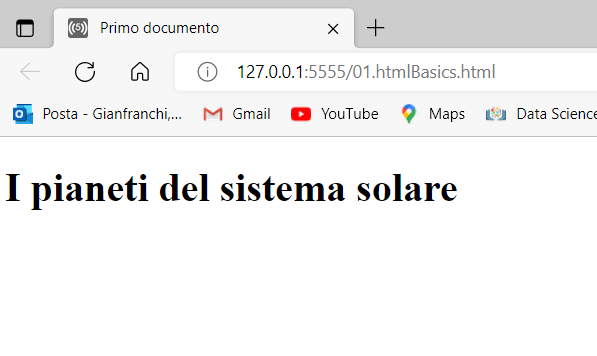 Primo documento
127.0.0.1:5555/01.htmlBasics.html
Posta - Gianfranchi,... Gmail YouTube Maps Data Science
I pianeti del sistema solare